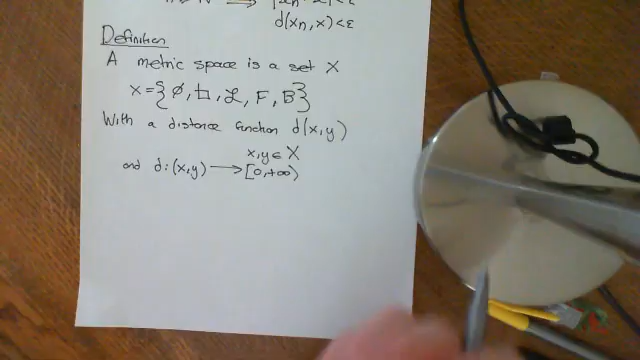 d(xn, x) < ε
Definition
A metric space is a set X
X = { ∅, , ℒ, F, B }
With a distance function d(x,y)
x,y ∈ X
and d: (x,y) → [0, +∞)